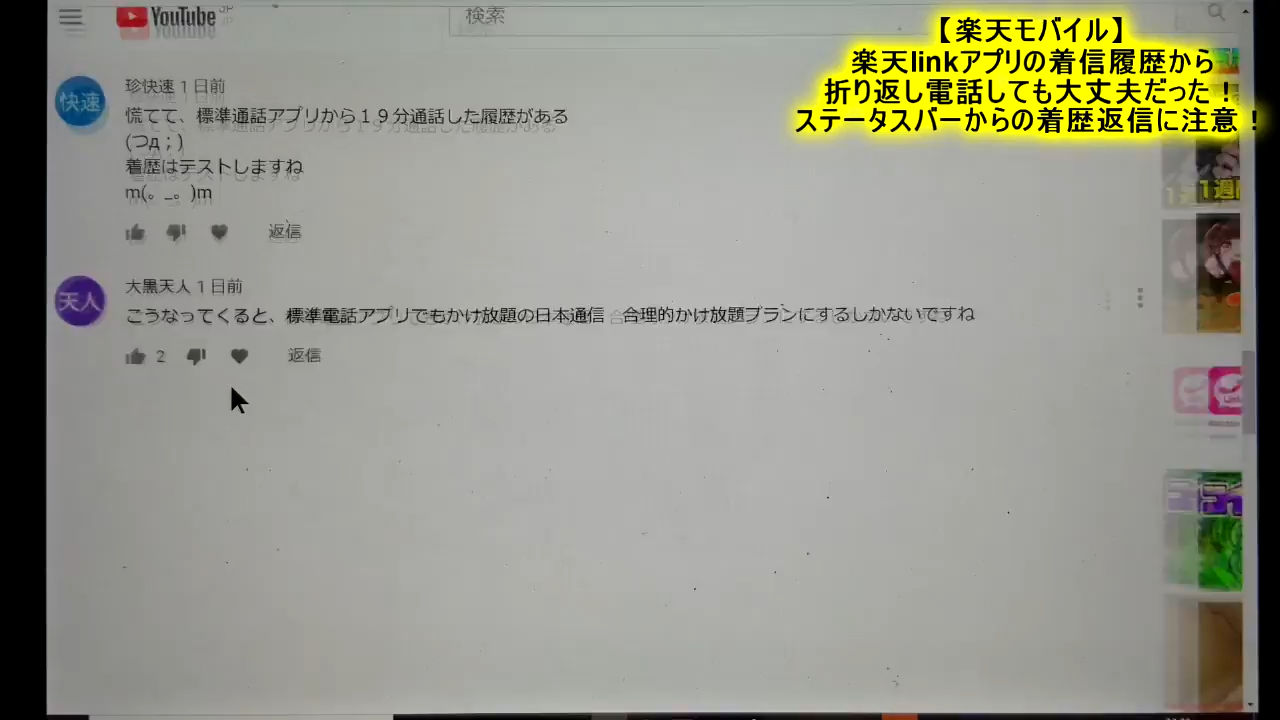 YouTube JP
検索
【楽天モバイル】
楽天linkアプリの着信履歴から
折り返し電話しても大丈夫だった！
ステータスバーからの着歴返信に注意！
快速
珍快速 1 日前
慌てて、標準通話アプリから１９分通話した履歴がある
(つд；)
着歴はテストしますね
m(。_。)m
返信
天人
大黒天人 1 日前
こうなってくると、標準電話アプリでもかけ放題の日本通信　合理的かけ放題プランにするしかないですね
2
返信
1週